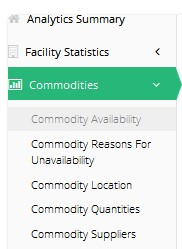 Analytics Summary
Facility Statistics
Commodities
Commodity Availability
Commodity Reasons For
Unavailability
Commodity Location
Commodity Quantities
Commodity Suppliers